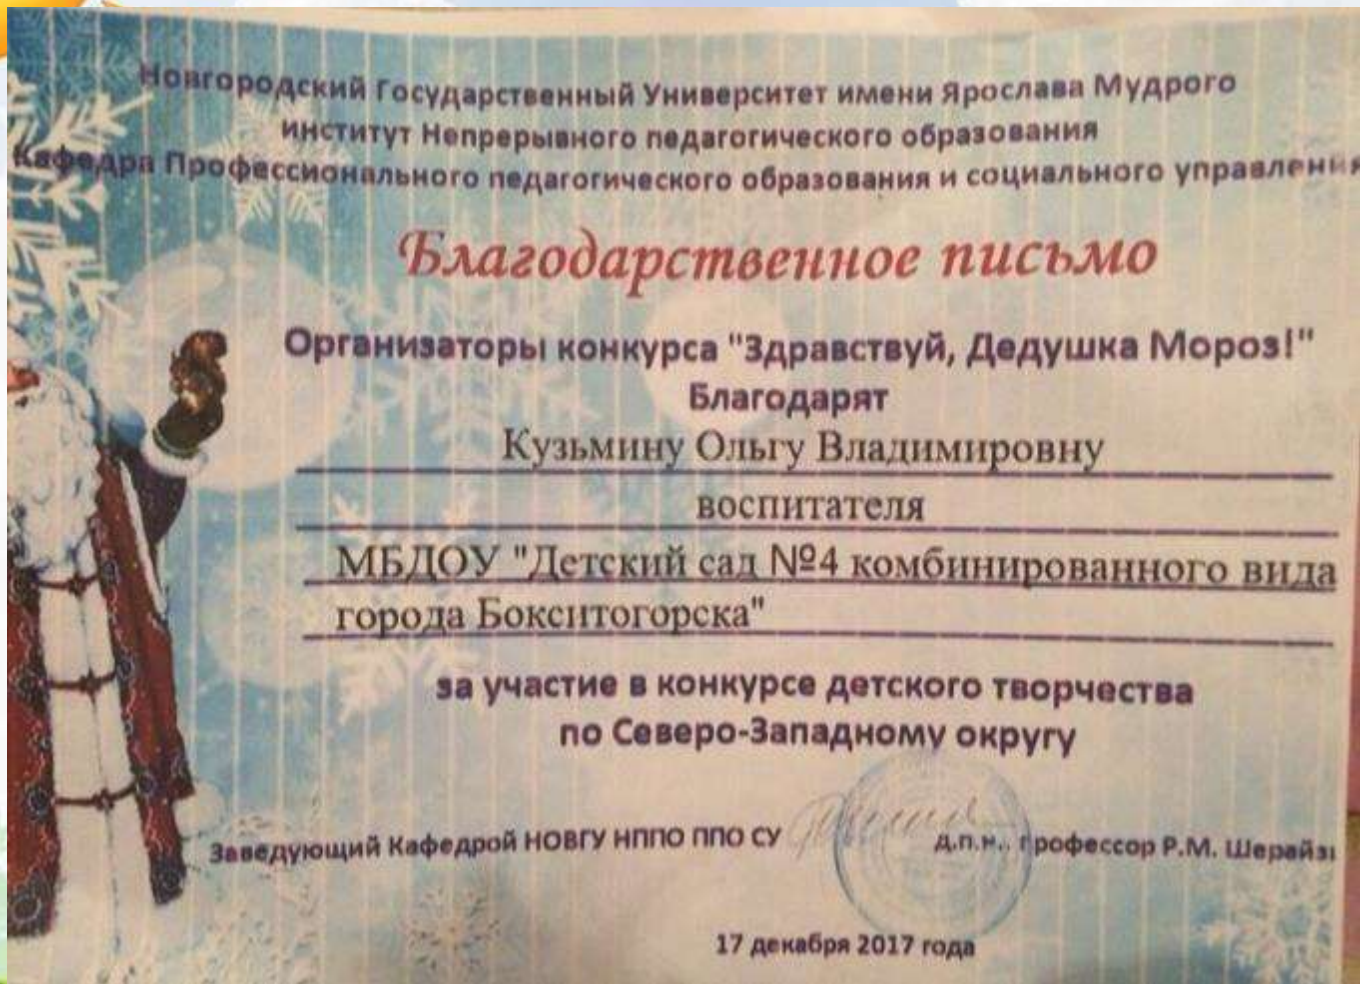 Новгородский Государственный Университет имени Ярослава Мудрого
институт Непрерывного педагогического образования
Кафедра Профессионального педагогического образования и социального управления
Благодарственное письмо
Организаторы конкурса "Здравствуй, Дедушка Мороз!"
Благодарят
Кузьмину Ольгу Владимировну
воспитателя
МБДОУ "Детский сад №4 комбинированного вида
города Бокситогорска"
за участие в конкурсе детского творчества
по Северо-Западному округу
Заведующий Кафедрой НОВГУ НППО ППО СУ д.п.н., профессор Р.М. Шерайзи
17 декабря 2017 года